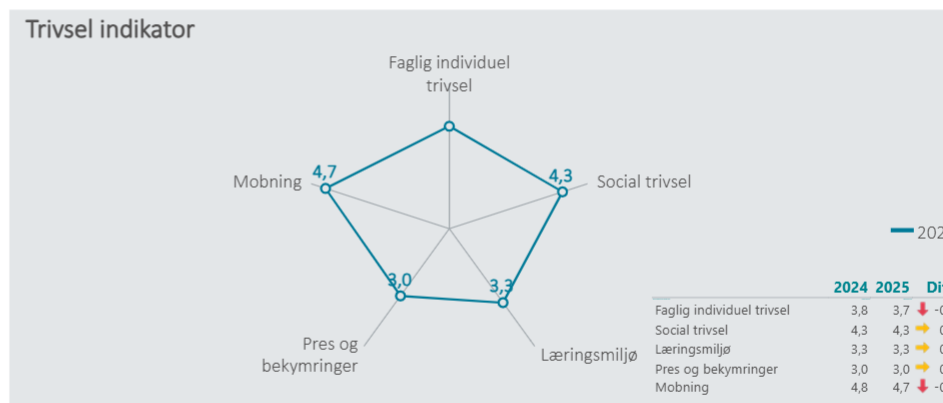 Trivsel indikator
Faglig individuel
trivsel
4,7
Mobning
4,3
Social trivsel
3,0
3,3
Pres og
bekymringer
Læringsmiljø
2024 2025
Faglig individuel trivsel 3,8 3,7
Social trivsel 4,3 4,3
Læringsmiljø 3,3 3,3
Pres og bekymringer 3,0 3,0
Mobning 4,8 4,7